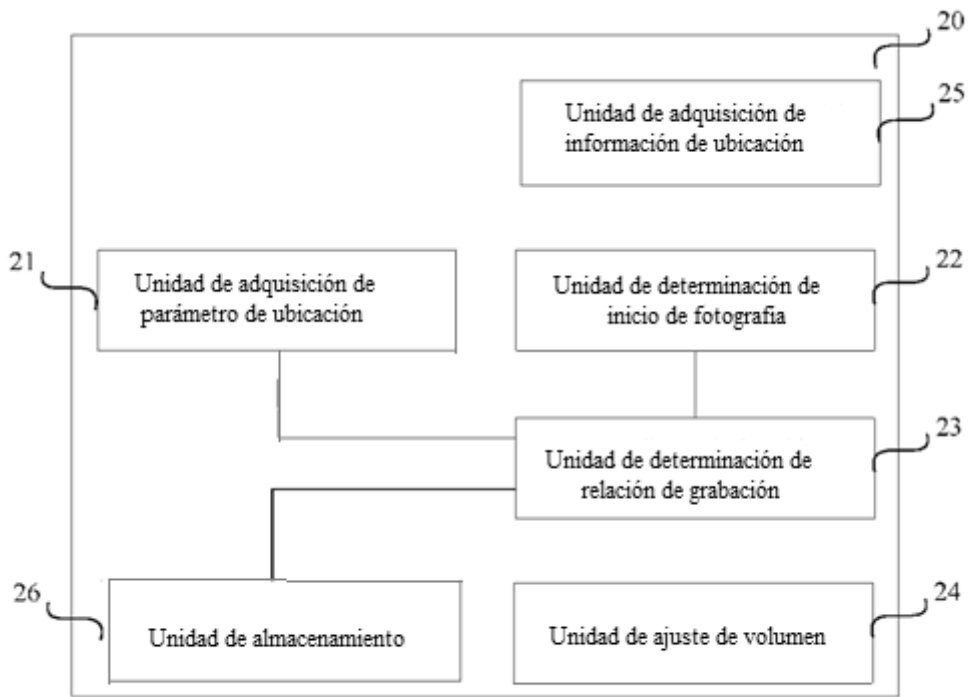 20
25
Unidad de adquisición de
información de ubicación
21
Unidad de adquisición de
parámetro de ubicación
22
Unidad de determinación de
inicio de fotografia
23
Unidad de determinación de
relación de grabación
26
Unidad de almacenamiento
24
Unidad de ajuste de volumen